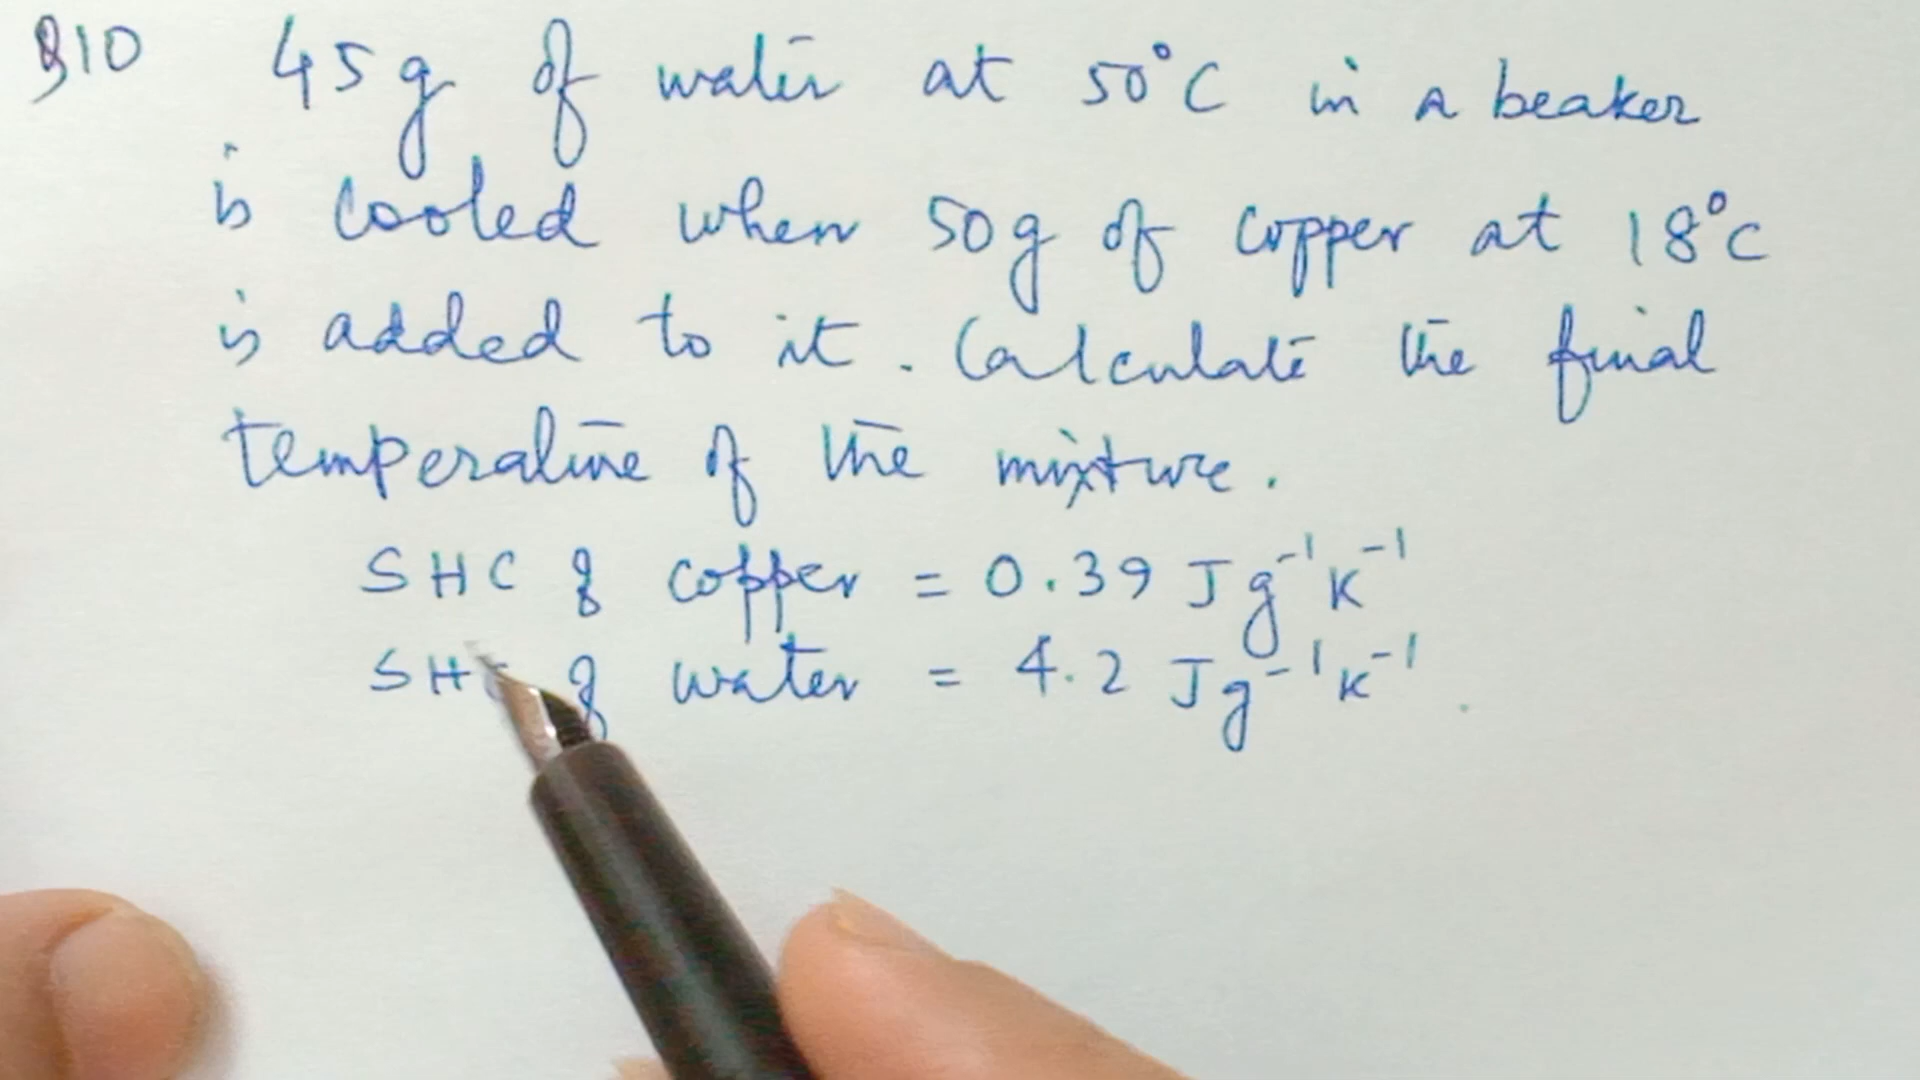 Q10 45g of water at 50°C in a beaker
is cooled when 50g of copper at 18°C
is added to it. Calculate the final
temperature of the mixture.
SHC of copper = 0.39 Jg⁻¹K⁻¹
SHC of water = 4.2 Jg⁻¹K⁻¹.